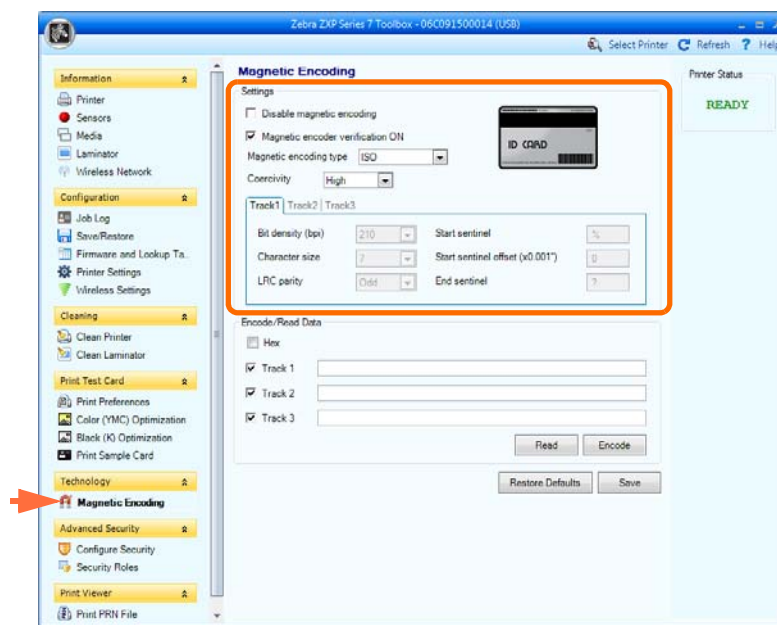 Zebra ZXP Series 7 Toolbox - 06C091500014 (USB)
Select Printer Refresh ? Help
Information
Printer
Sensors
Media
Laminator
Wireless Network
Configuration
Job Log
Save/Restore
Firmware and Lookup Ta..
Printer Settings
Wireless Settings
Cleaning
Clean Printer
Clean Laminator
Print Test Card
Print Preferences
Color (YMC) Optimization
Black (K) Optimization
Print Sample Card
Technology
Magnetic Encoding
Advanced Security
Configure Security
Security Roles
Print Viewer
Print PRN File
Magnetic Encoding
Settings
Disable magnetic encoding
Magnetic encoder verification ON
Magnetic encoding type ISO
Coercivity High
ID CARD
Track1 Track2 Track3
Bit density (bpi) 210 Start sentinel %
Character size 7 Start sentinel offset (x0.001") 0
LRC parity Odd End sentinel ?
Encode/Read Data
Hex
Track 1
Track 2
Track 3
Read Encode
Restore Defaults Save
Printer Status
READY